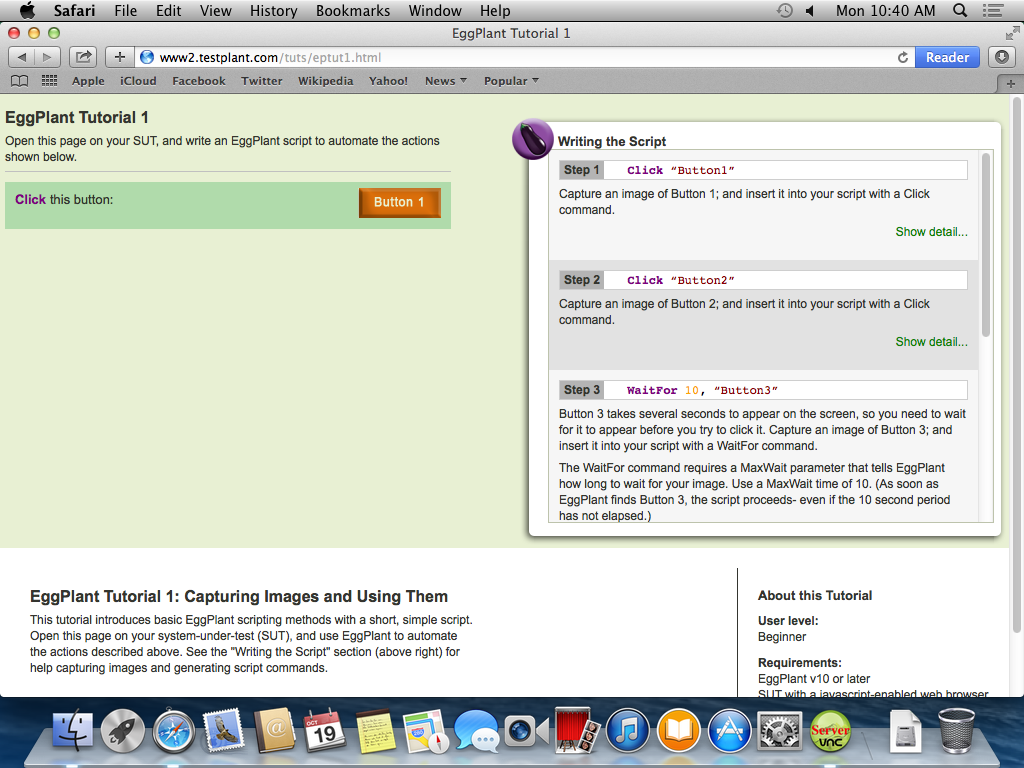 Safari File Edit View History Bookmarks Window Help Mon 10:40 AM
EggPlant Tutorial 1
www2.testplant.com/tuts/eptut1.html Reader
Apple iCloud Facebook Twitter Wikipedia Yahoo! News Popular
EggPlant Tutorial 1
Open this page on your SUT, and write an EggPlant script to automate the actions
shown below.
Click this button:
Button 1
Writing the Script
Step 1 Click “Button1”
Capture an image of Button 1; and insert it into your script with a Click
command.
Show detail...
Step 2 Click “Button2”
Capture an image of Button 2; and insert it into your script with a Click
command.
Show detail...
Step 3 WaitFor 10, “Button3”
Button 3 takes several seconds to appear on the screen, so you need to wait
for it to appear before you try to click it. Capture an image of Button 3; and
insert it into your script with a WaitFor command.
The WaitFor command requires a MaxWait parameter that tells EggPlant
how long to wait for your image. Use a MaxWait time of 10. (As soon as
EggPlant finds Button 3, the script proceeds- even if the 10 second period
has not elapsed.)
EggPlant Tutorial 1: Capturing Images and Using Them
This tutorial introduces basic EggPlant scripting methods with a short, simple script.
Open this page on your system-under-test (SUT), and use EggPlant to automate
the actions described above. See the "Writing the Script" section (above right) for
help capturing images and generating script commands.
About this Tutorial
User level:
Beginner
Requirements:
EggPlant v10 or later
SUT with a javascript-enabled web browser
OCT
19
Server
VNC